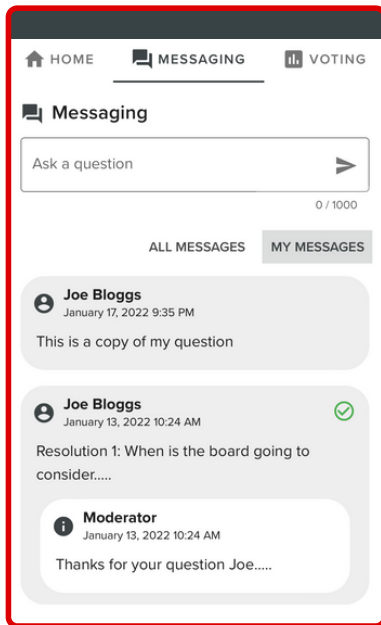 HOME MESSAGING VOTING
Messaging
Ask a question
0 / 1000
ALL MESSAGES MY MESSAGES
Joe Bloggs
January 17, 2022 9:35 PM
This is a copy of my question
Joe Bloggs
January 13, 2022 10:24 AM
Resolution 1: When is the board going to
consider.....
Moderator
January 13, 2022 10:24 AM
Thanks for your question Joe.....